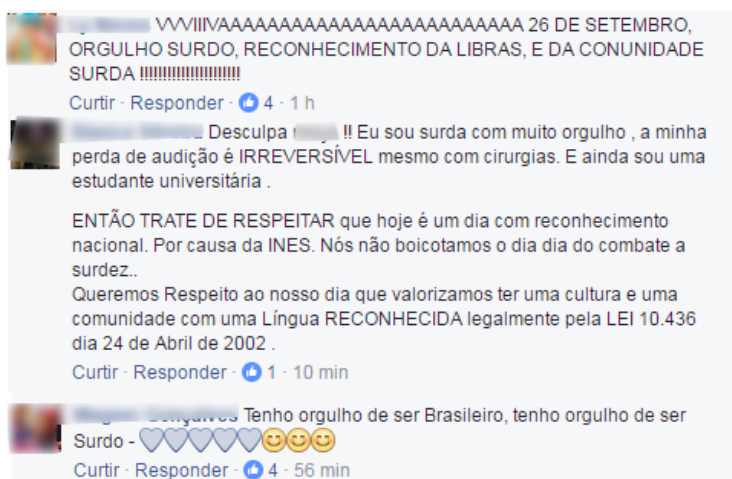 VVVIIIVAAAAAAAAAAAAAAAAAAAAAAAAAA 26 DE SETEMBRO,
ORGULHO SURDO, RECONHECIMENTO DA LIBRAS, E DA CONUNIDADE
SURDA !!!!!!!!!!!!!!!!!!!!!!!
Curtir · Responder · 4 · 1 h
Desculpa !! Eu sou surda com muito orgulho , a minha
perda de audição é IRREVERSÍVEL mesmo com cirurgias. E ainda sou uma
estudante universitária .
ENTÃO TRATE DE RESPEITAR que hoje é um dia com reconhecimento
nacional. Por causa da INES. Nós não boicotamos o dia dia do combate a
surdez..
Queremos Respeito ao nosso dia que valorizamos ter uma cultura e uma
comunidade com uma Língua RECONHECIDA legalmente pela LEI 10.436
dia 24 de Abril de 2002 .
Curtir · Responder · 1 · 10 min
Tenho orgulho de ser Brasileiro, tenho orgulho de ser
Surdo -
Curtir · Responder · 4 · 56 min